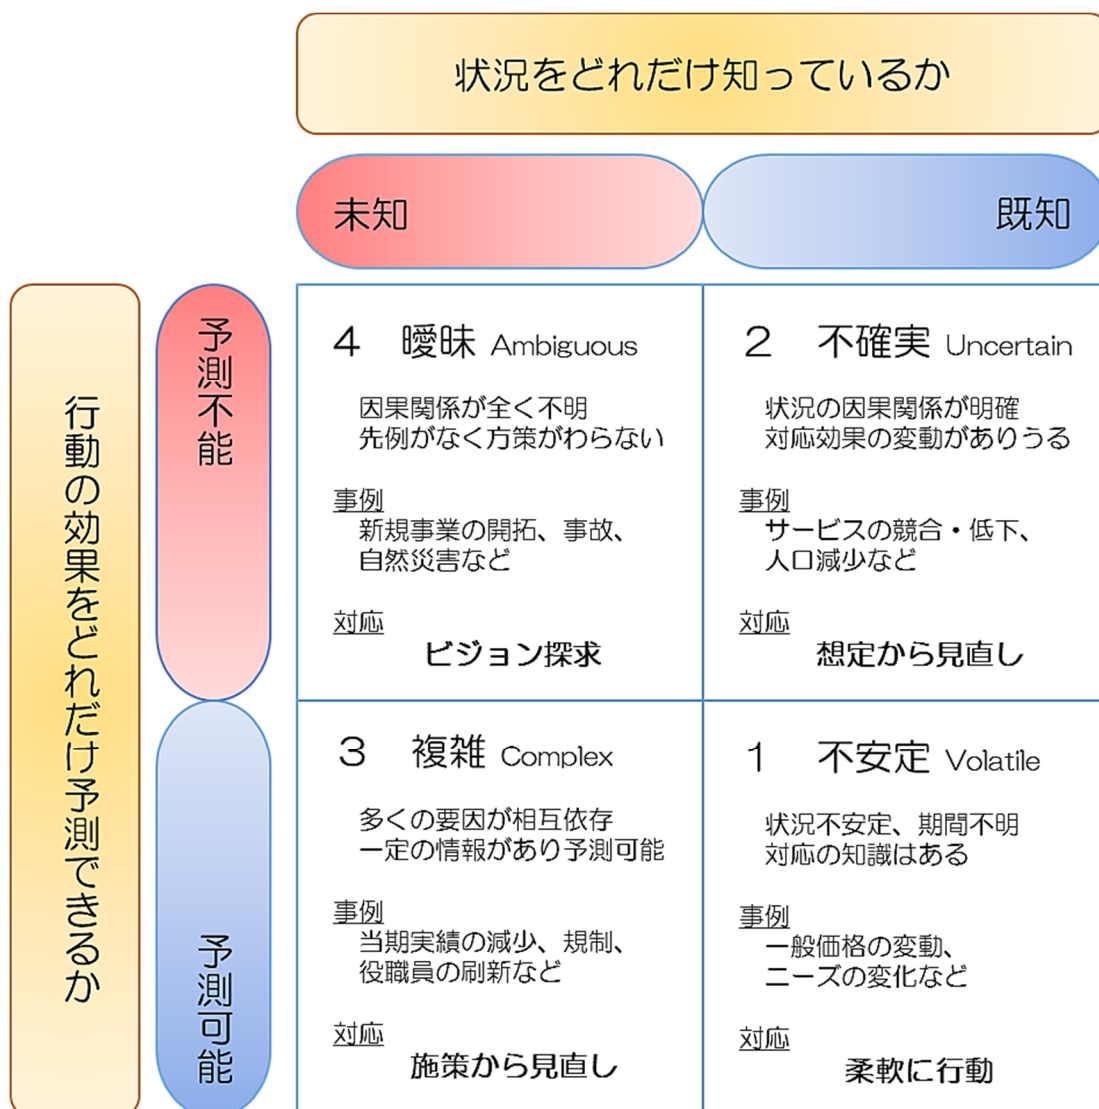 状況をどれだけ知っているか
未知
既知
行動の効果をどれだけ予測できるか
予測不能
4 曖昧 Ambiguous
因果関係が全く不明
先例がなく方策がわらない
事例
新規事業の開拓、事故、
自然災害など
対応
ビジョン探求
2 不確実 Uncertain
状況の因果関係が明確
対応効果の変動がありうる
事例
サービスの競合・低下、
人口減少など
対応
想定から見直し
予測可能
3 複雑 Complex
多くの要因が相互依存
一定の情報があり予測可能
事例
当期実績の減少、規制、
役職員の刷新など
対応
施策から見直し
1 不安定 Volatile
状況不安定、期間不明
対応の知識はある
事例
一般価格の変動、
ニーズの変化など
対応
柔軟に行動